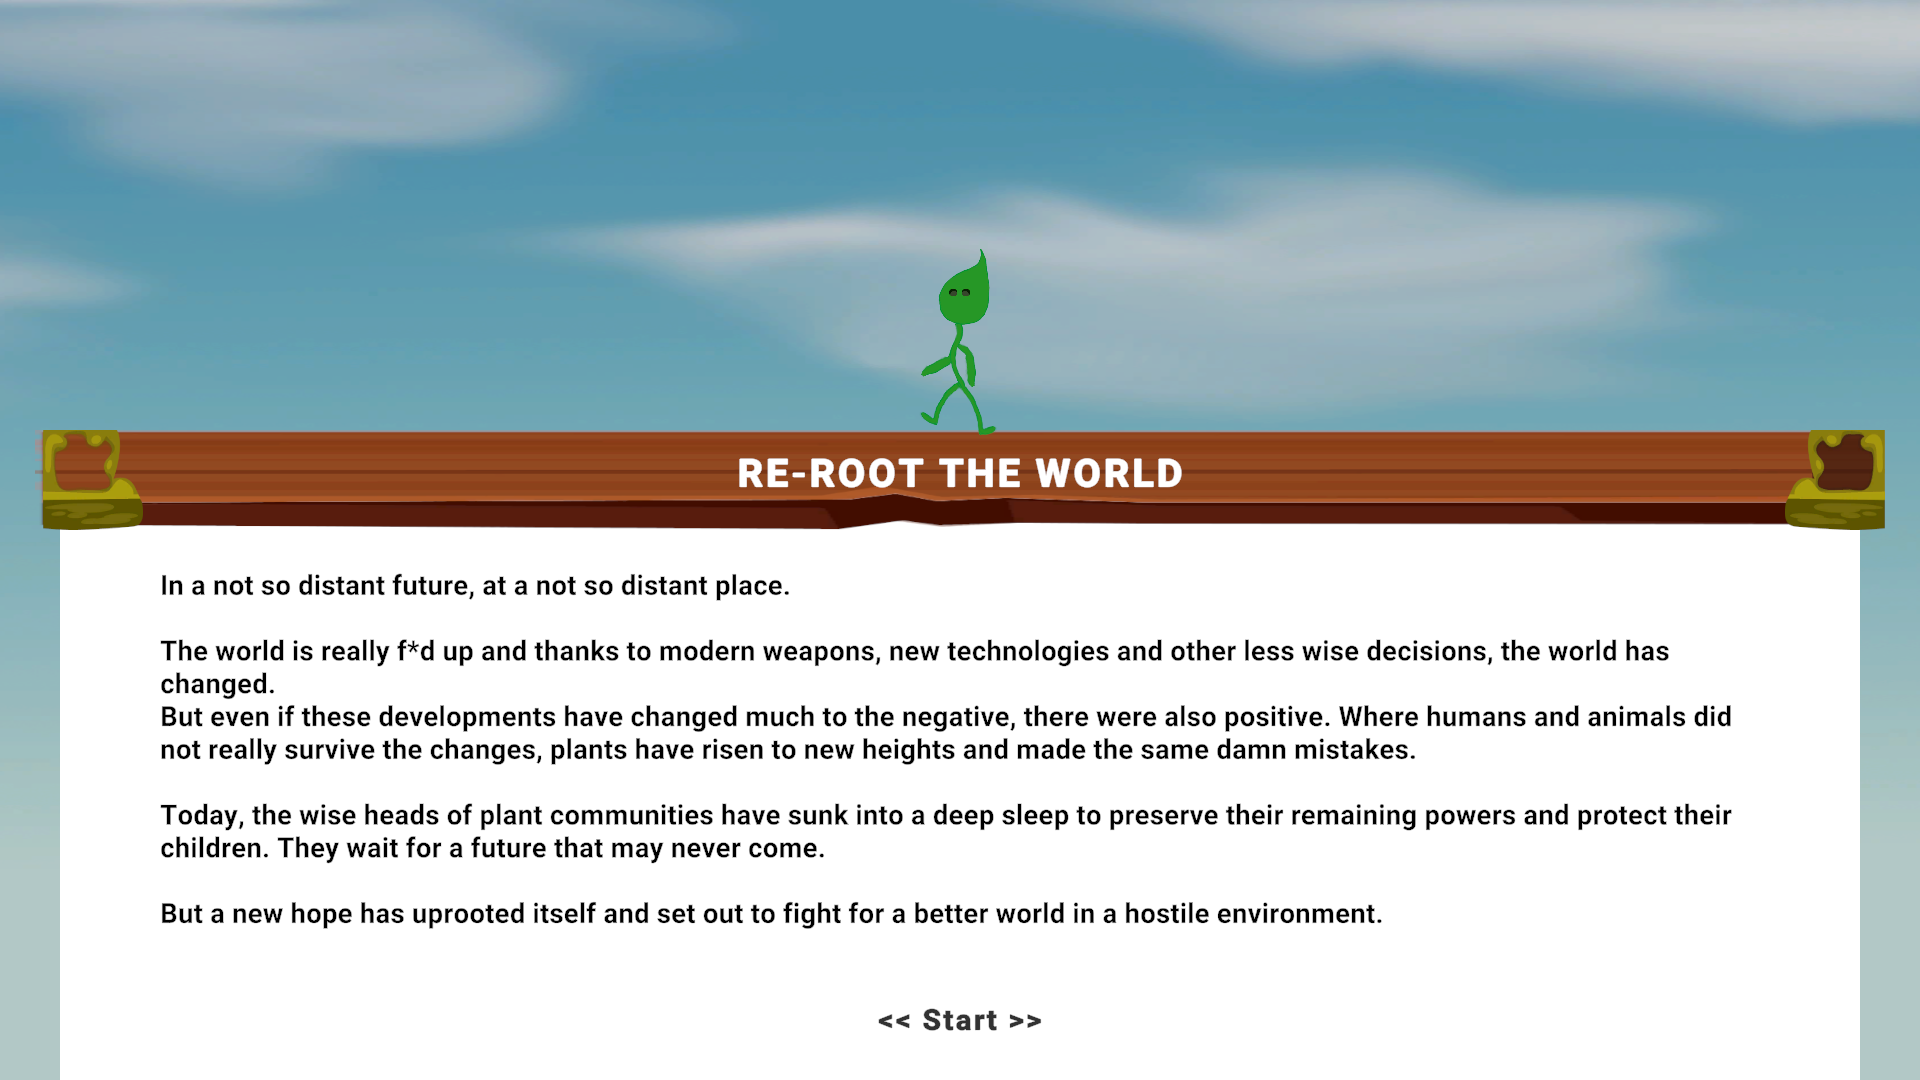 RE-ROOT THE WORLD
In a not so distant future, at a not so distant place.
The world is really f*d up and thanks to modern weapons, new technologies and other less wise decisions, the world has
changed.
But even if these developments have changed much to the negative, there were also positive. Where humans and animals did
not really survive the changes, plants have risen to new heights and made the same damn mistakes.
Today, the wise heads of plant communities have sunk into a deep sleep to preserve their remaining powers and protect their
children. They wait for a future that may never come.
But a new hope has uprooted itself and set out to fight for a better world in a hostile environment.
<< Start >>